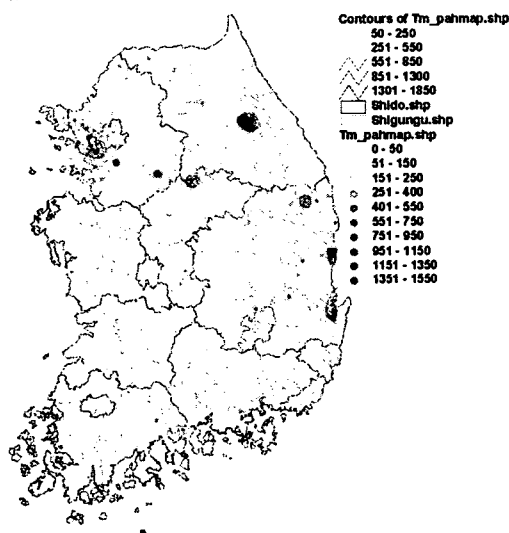 Contours of Tm_pahmap.shp
50 - 250
251 - 550
551 - 850
851 - 1300
1301 - 1850
Shido.shp
Shigungu.shp
Tm_pahmap.shp
0 - 50
51 - 150
151 - 250
251 - 400
401 - 550
551 - 750
751 - 950
951 - 1150
1151 - 1350
1351 - 1550